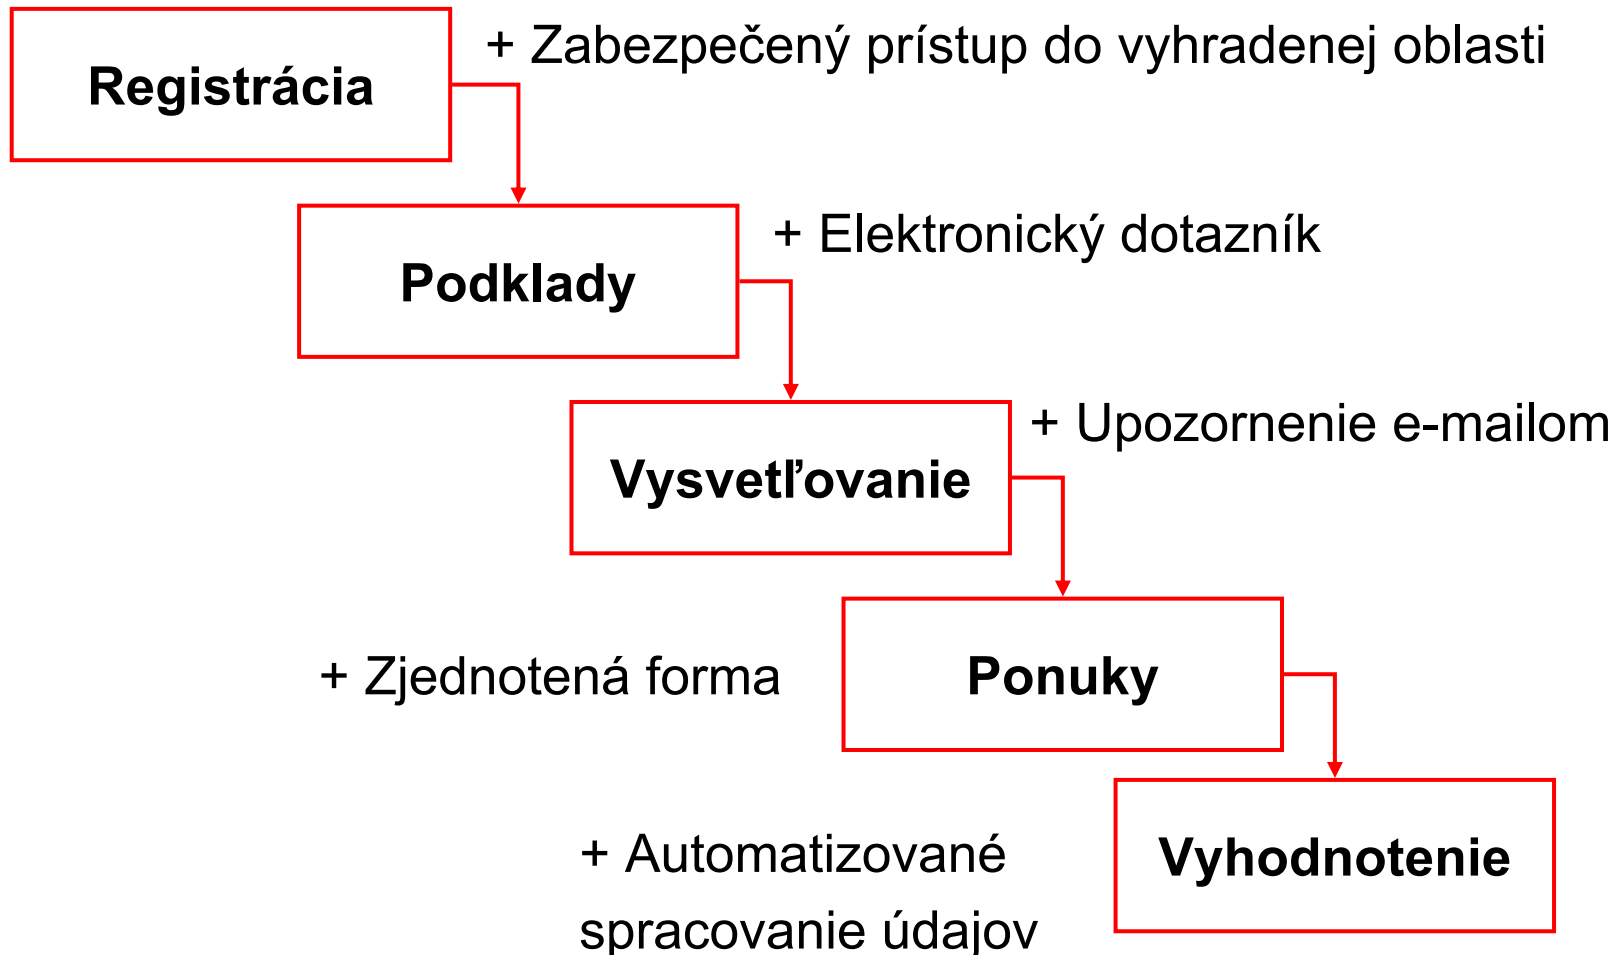 + Zabezpečený prístup do vyhradenej oblasti
Registrácia
+ Elektronický dotazník
Podklady
+ Upozornenie e-mailom
Vysvetľovanie
+ Zjednotená forma
Ponuky
+ Automatizované
spracovanie údajov
Vyhodnotenie